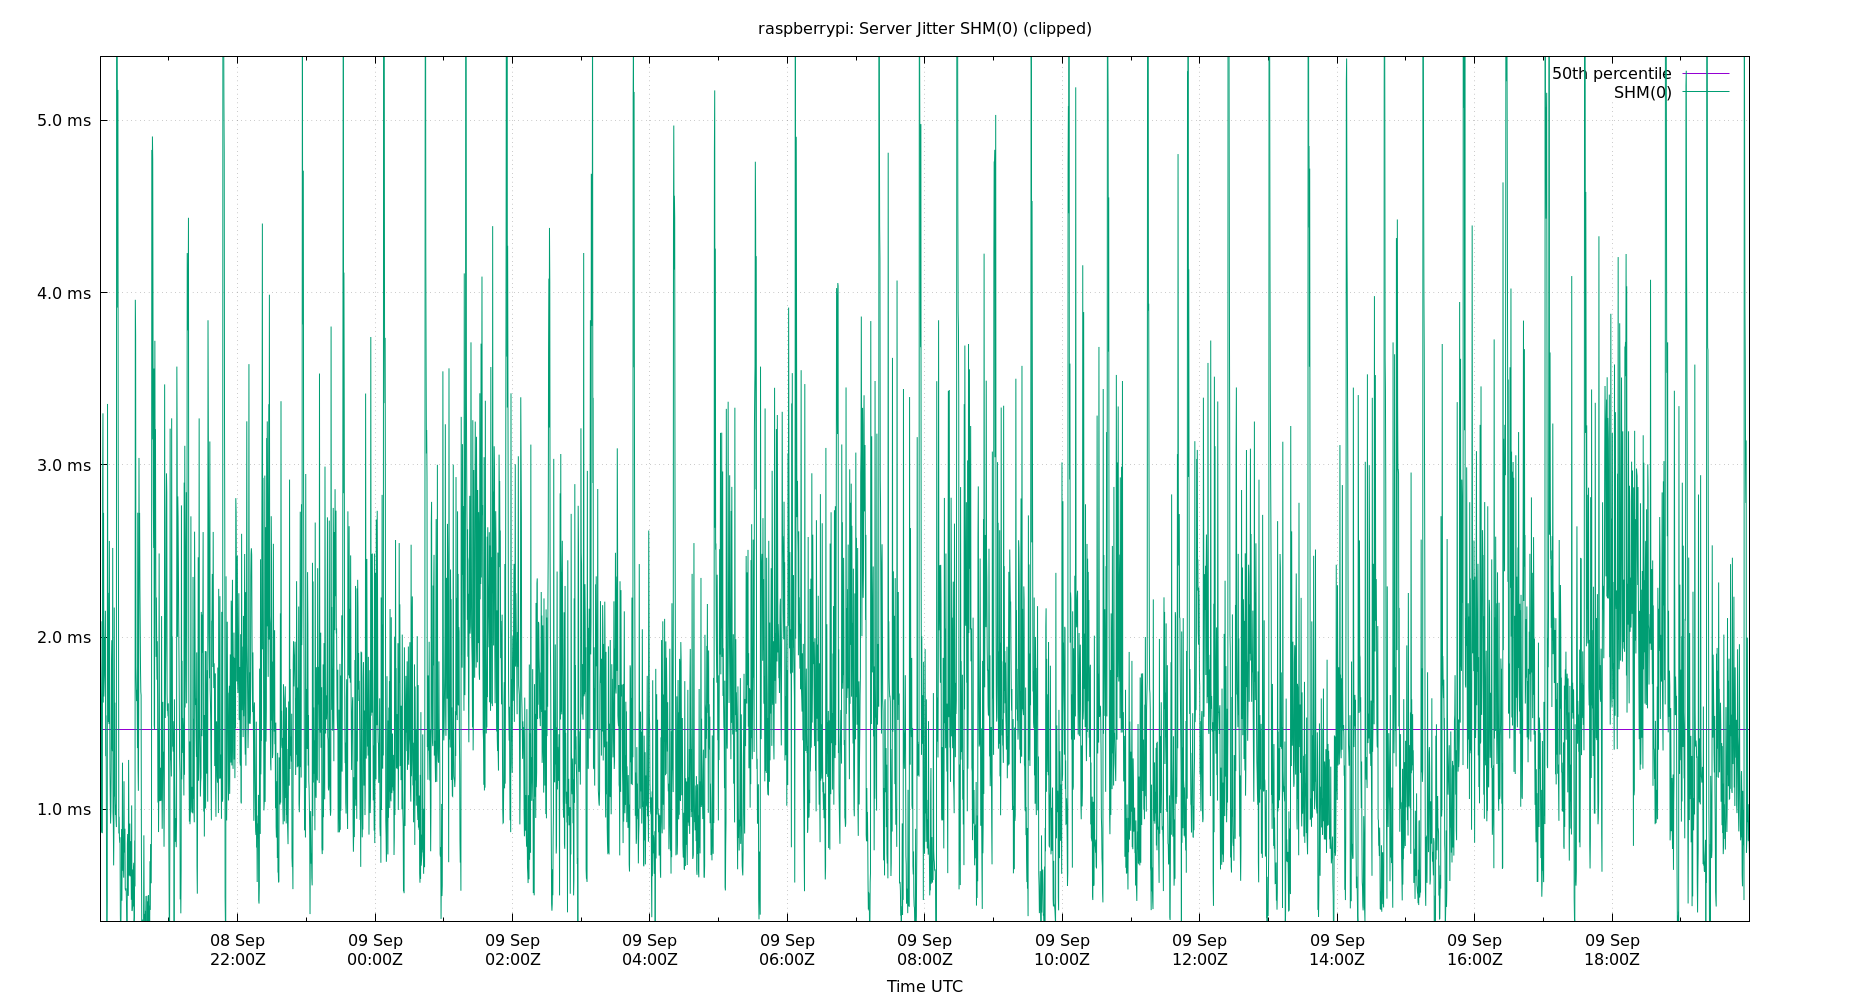 raspberrypi: Server Jitter SHM(0) (clipped)
50th percentile
SHM(0)
5.0 ms
4.0 ms
3.0 ms
2.0 ms
1.0 ms
08 Sep 09 Sep 09 Sep 09 Sep 09 Sep 09 Sep 09 Sep 09 Sep 09 Sep 09 Sep 09 Sep
22:00Z 00:00Z 02:00Z 04:00Z 06:00Z 08:00Z 10:00Z 12:00Z 14:00Z 16:00Z 18:00Z
Time UTC